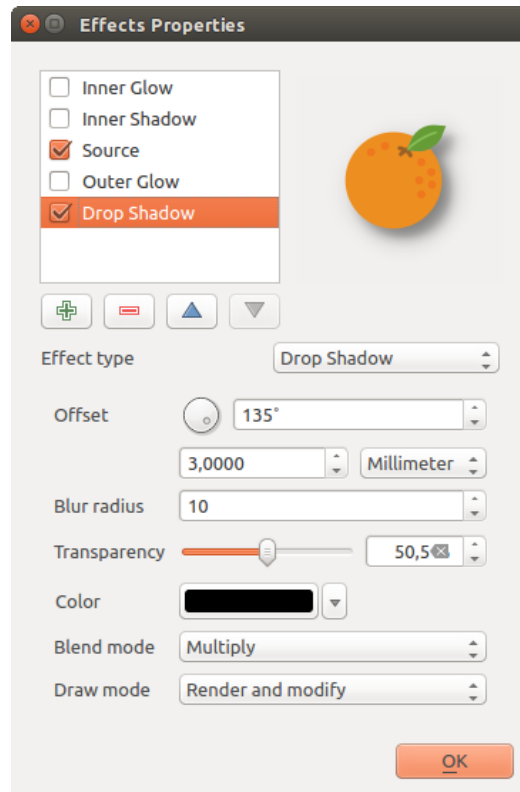 Effects Properties
Inner Glow
Inner Shadow
Source
Outer Glow
Drop Shadow
Effect type Drop Shadow
Offset 135°
3,0000 Millimeter
Blur radius 10
Transparency 50,5
Color
Blend mode Multiply
Draw mode Render and modify
OK